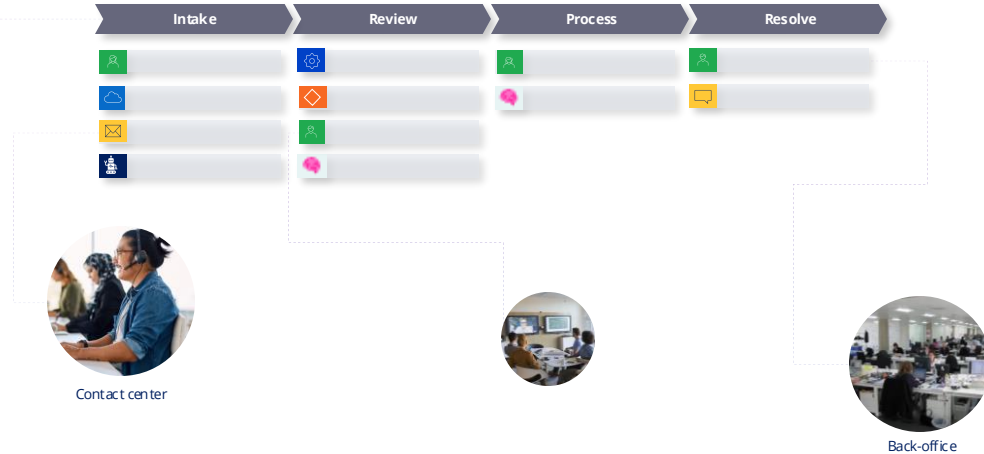 Intake
Review
Process
Resolve
Contact center
Back-office